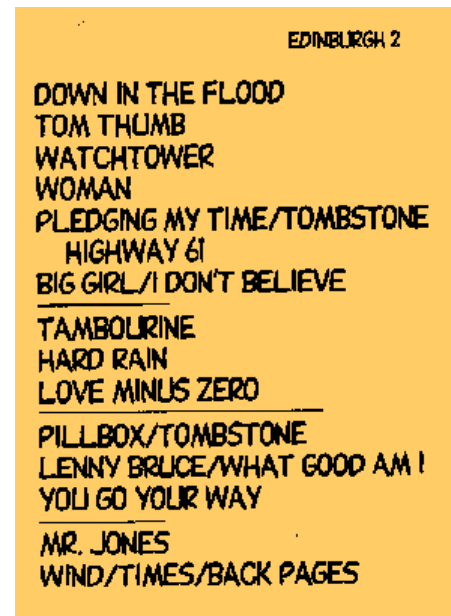 EDINBURGH 2
DOWN IN THE FLOOD
TOM THUMB
WATCHTOWER
WOMAN
PLEDGING MY TIME/TOMBSTONE
HIGHWAY 61
BIG GIRL/I DON'T BELIEVE
TAMBOURINE
HARD RAIN
LOVE MINUS ZERO
PILLBOX/TOMBSTONE
LENNY BRUCE/WHAT GOOD AM I
YOU GO YOUR WAY
MR. JONES
WIND/TIMES/BACK PAGES